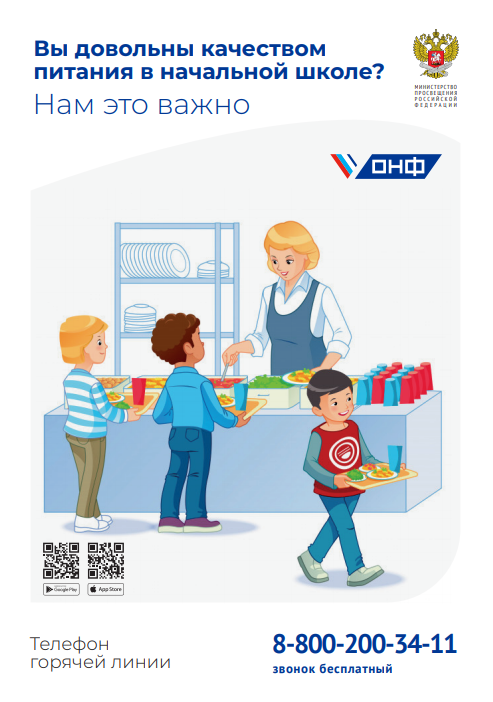 Вы довольны качеством
питания в начальной школе?
Нам это важно
МИНИСТЕРСТВО
ПРОСВЕЩЕНИЯ
РОССИЙСКОЙ
ФЕДЕРАЦИИ
ОНФ
Google Play
App Store
Телефон
горячей линии
8-800-200-34-11
звонок бесплатный